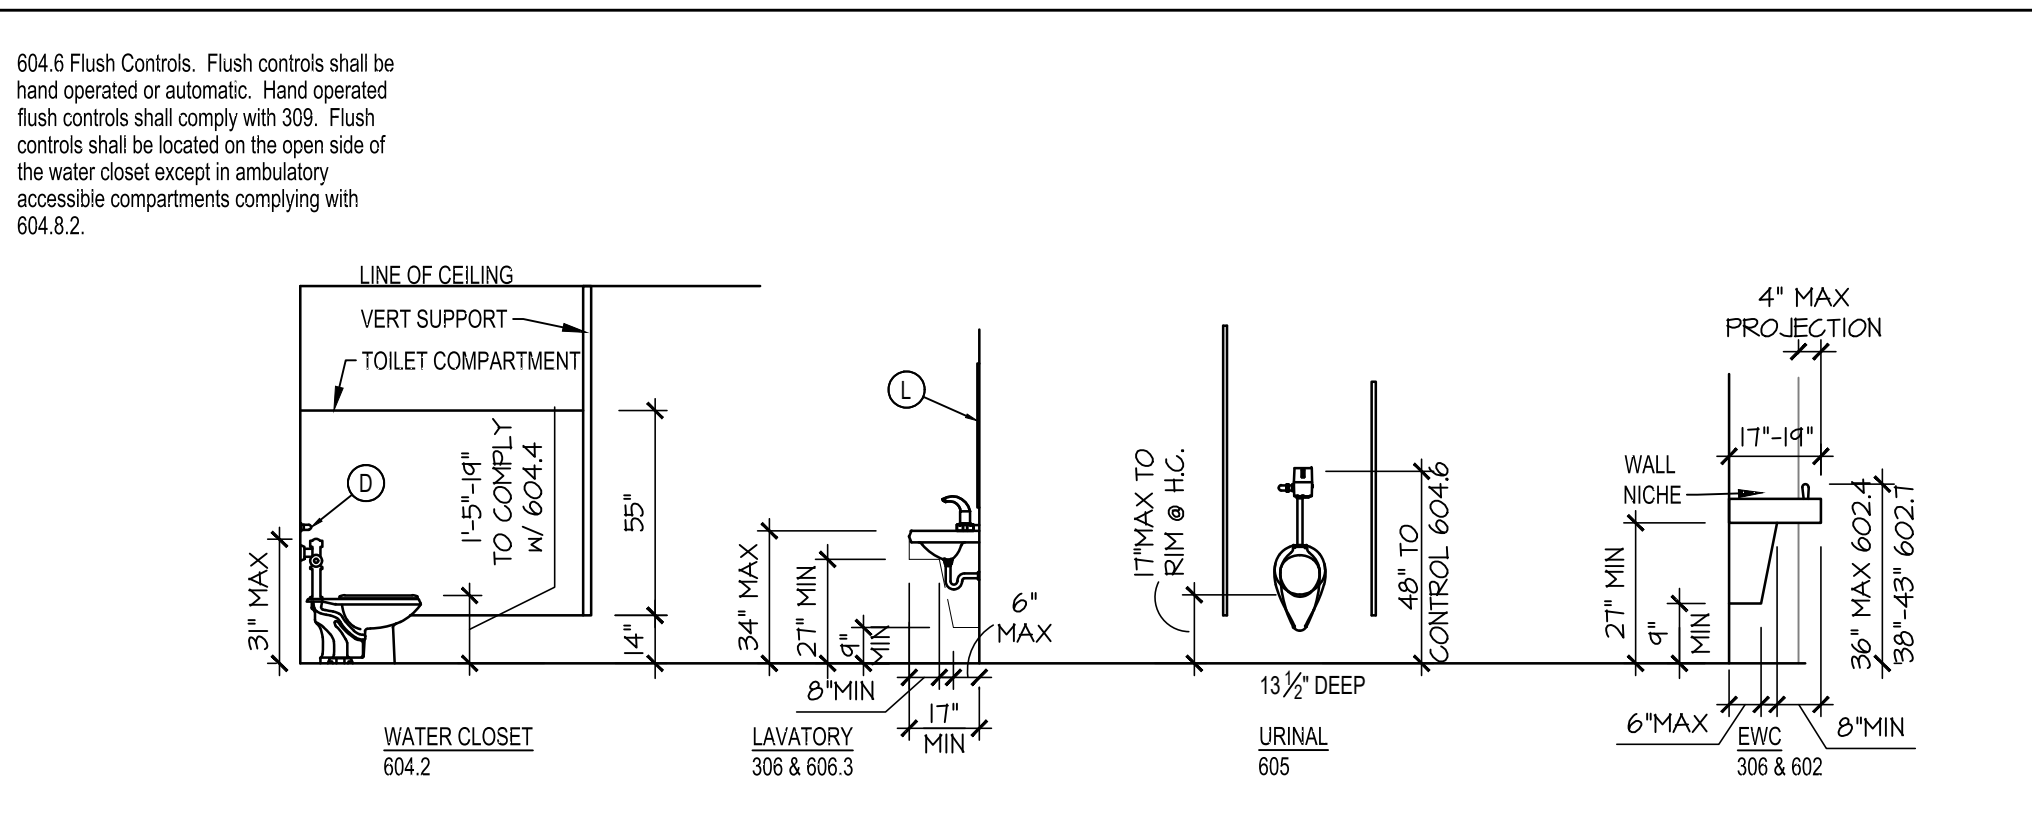 604.6 Flush Controls. Flush controls shall be
hand operated or automatic. Hand operated
flush controls shall comply with 309. Flush
controls shall be located on the open side of
the water closet except in ambulatory
accessible compartments complying with
604.8.2.
LINE OF CEILING
VERT SUPPORT
TOILET COMPARTMENT
D
31" MAX
1'-5"-19"
TO COMPLY
W/ 604.4
55"
14"
WATER CLOSET
604.2
L
34" MAX
27" MIN
9"
MIN
6"
MAX
8"MIN
17"
MIN
LAVATORY
306 & 606.3
17"MAX TO
RIM @ H.C.
48" TO
CONTROL 604.6
13 1/2" DEEP
URINAL
605
4" MAX
PROJECTION
17"-19"
WALL
NICHE
27" MIN
9"
MIN
36" MAX 602.4
38"-43" 602.7
6"MAX
8"MIN
EWC
306 & 602